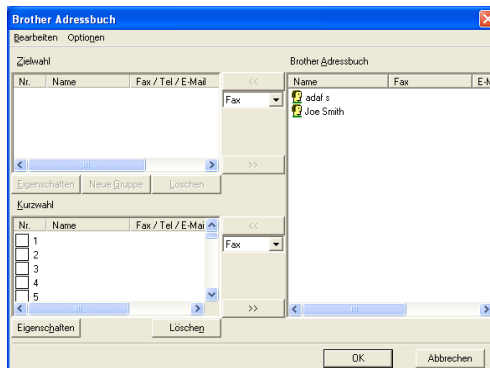 Brother Adressbuch
Bearbeiten Optionen
Zielwahl
Nr. Name Fax / Tel / E-Mail
<<
Fax
>>
Eigenschaften Neue Gruppe Löschen
Kurzwahl
Nr. Name Fax / Tel / E-Mai
1
2
3
4
5
<<
Fax
>>
Eigenschaften Löschen
Brother Adressbuch
Name Fax E-M
adaf s
Joe Smith
OK Abbrechen